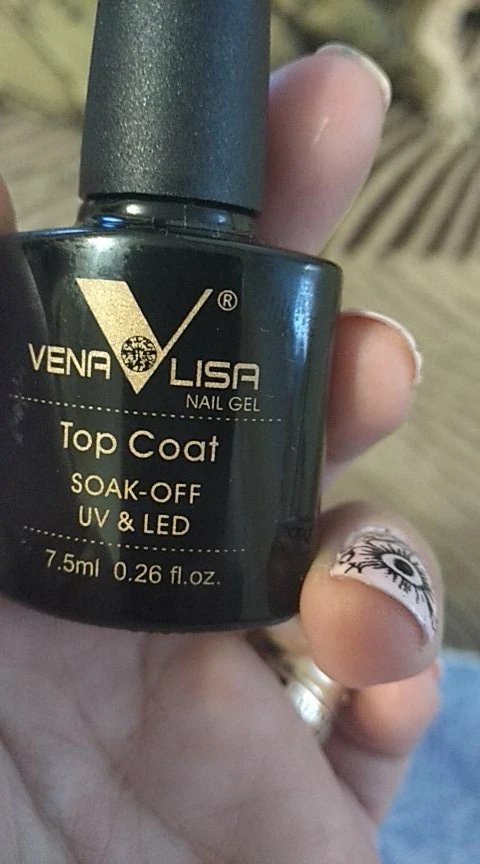 VENA LISA ®
NAIL GEL
Top Coat
SOAK-OFF
UV & LED
7.5ml 0.26 fl.oz.